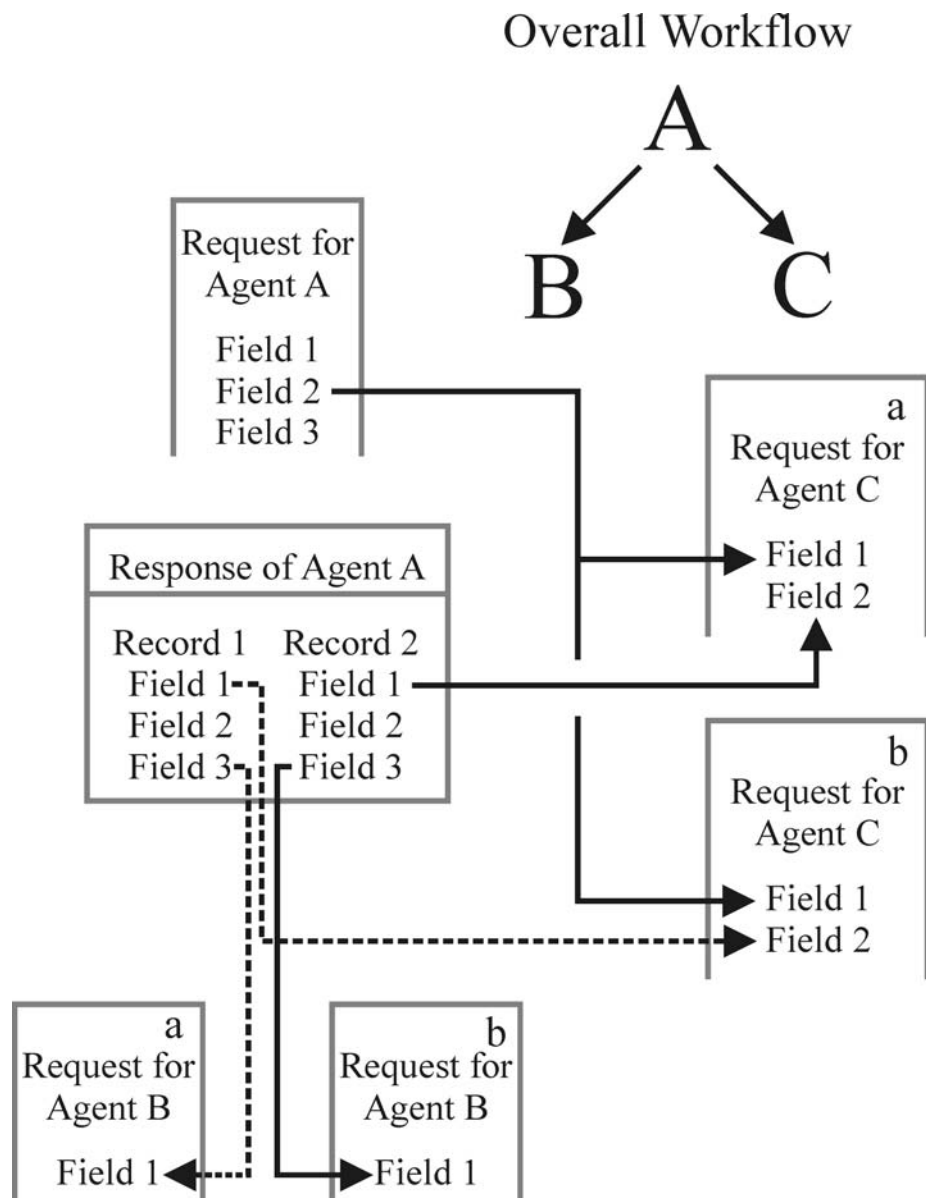 Overall Workflow
A
B
C
Request for
Agent A
Field 1
Field 2
Field 3
a
Request for
Agent C
Field 1
Field 2
Response of Agent A
Record 1
Field 1
Field 2
Field 3
Record 2
Field 1
Field 2
Field 3
b
Request for
Agent C
Field 1
Field 2
a
Request for
Agent B
Field 1
b
Request for
Agent B
Field 1